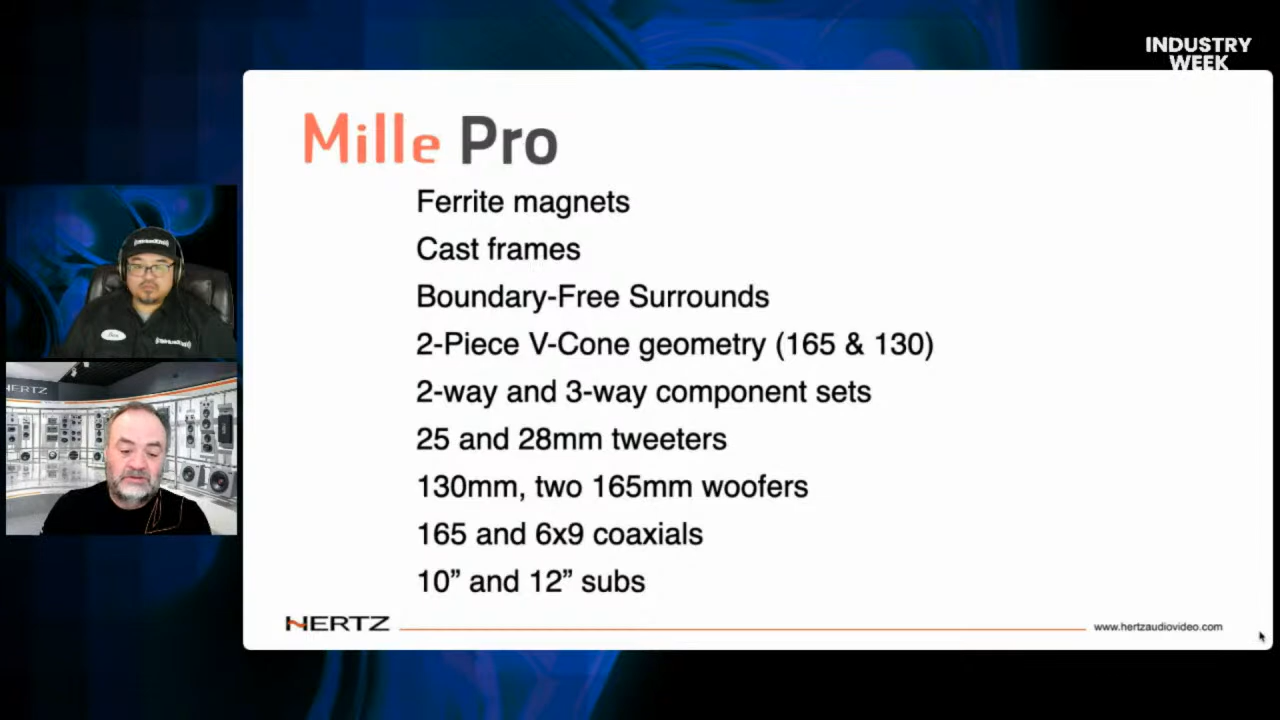 INDUSTRY
WEEK
Mille Pro
Ferrite magnets
Cast frames
Boundary-Free Surrounds
2-Piece V-Cone geometry (165 & 130)
2-way and 3-way component sets
25 and 28mm tweeters
130mm, two 165mm woofers
165 and 6x9 coaxials
10” and 12” subs
HERTZ
www.hertzaudiovideo.com
HERTZ